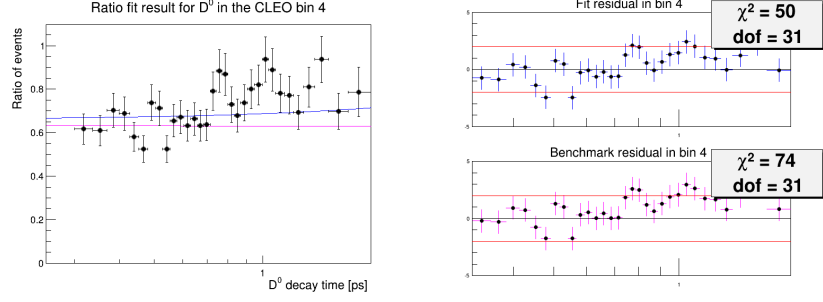 Ratio fit result for D⁰ in the CLEO bin 4
Ratio of events
1
0.8
0.6
0.4
0.2
0
1
D⁰ decay time [ps]
Fit residual in bin 4
χ² = 50
dof = 31
5
0
-5
1
Benchmark residual in bin 4
χ² = 74
dof = 31
5
0
-5
1